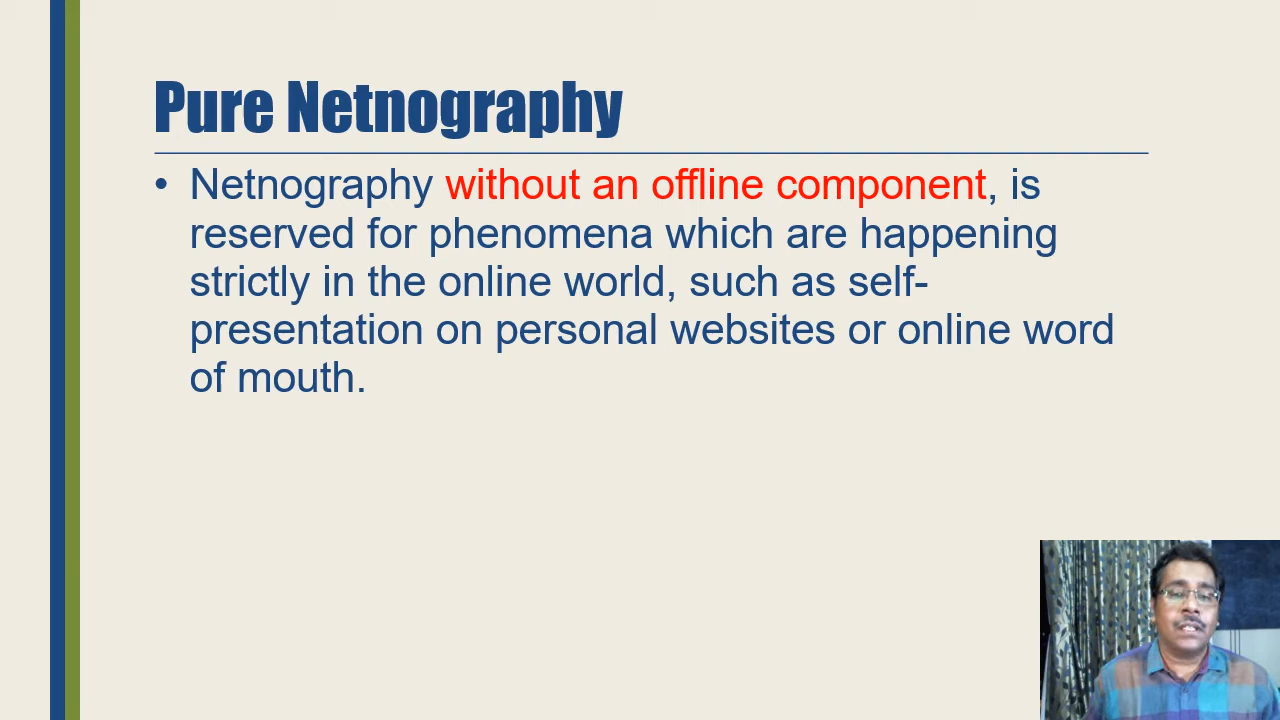 Pure Netnography
• Netnography without an offline component, is
reserved for phenomena which are happening
strictly in the online world, such as self-
presentation on personal websites or online word
of mouth.